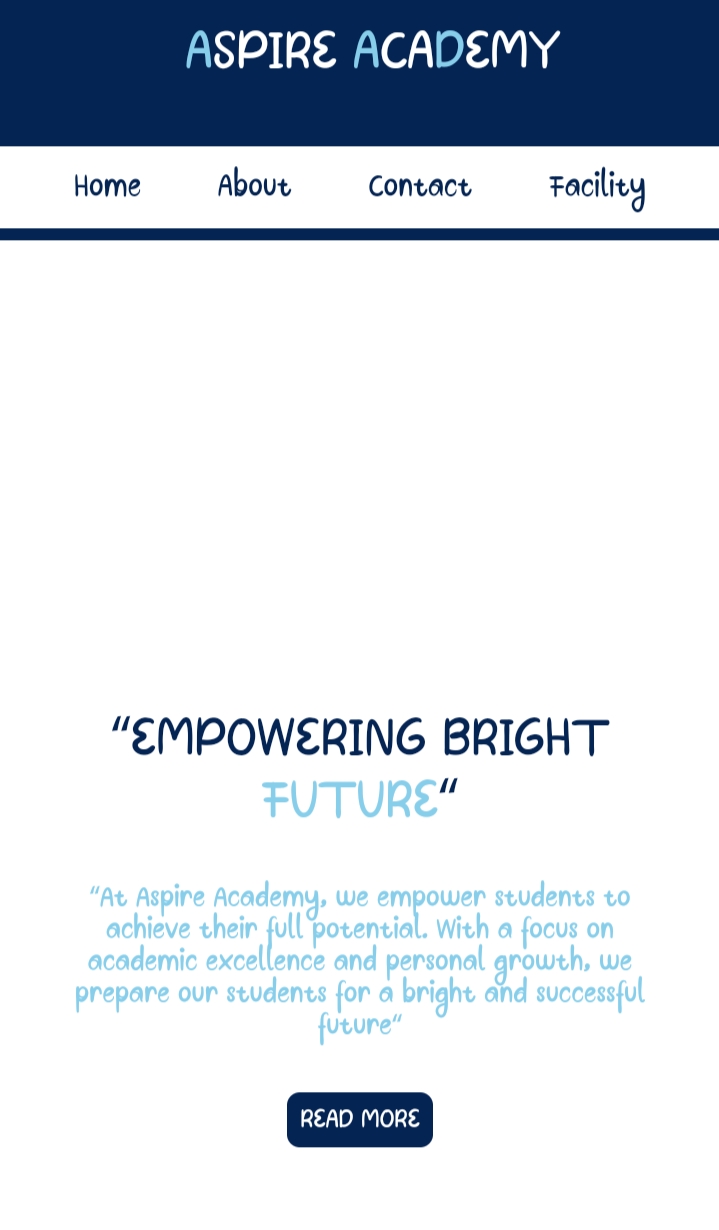 ASPIRE ACADEMY
Home About Contact Facility
“EMPOWERING BRIGHT
FUTURE“
“At Aspire Academy, we empower students to
achieve their full potential. With a focus on
academic excellence and personal growth, we
prepare our students for a bright and successful
future“
READ MORE